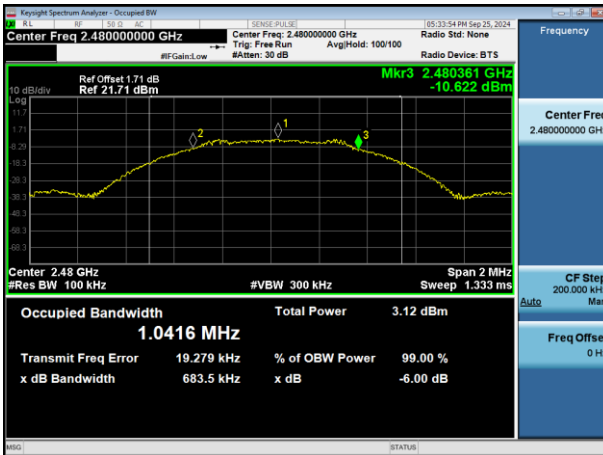 Keysight Spectrum Analyzer - Occupied BW
RL RF 50 Ω AC SENSE:PULSE 05:33:54 PM Sep 25, 2024
Center Freq 2.480000000 GHz
Center Freq: 2.480000000 GHz Radio Std: None
Trig: Free Run Avg|Hold: 100/100
#IFGain:Low #Atten: 30 dB Radio Device: BTS
Frequency
Ref Offset 1.71 dB Mkr3 2.480361 GHz
10 dB/div Ref 21.71 dBm -10.622 dBm
Log
11.7
1.71
-8.29
-18.3
-28.3
-38.3
-48.3
-58.3
-68.3
2
1
3
Center Freq
2.480000000 GH
Center 2.48 GHz Span 2 MHz
#Res BW 100 kHz #VBW 300 kHz Sweep 1.333 ms
CF Step
200.000 kH
Auto Ma
Occupied Bandwidth Total Power 3.12 dBm
1.0416 MHz
Transmit Freq Error 19.279 kHz % of OBW Power 99.00 %
x dB Bandwidth 683.5 kHz x dB -6.00 dB
Freq Offse
0 H
MSG STATUS